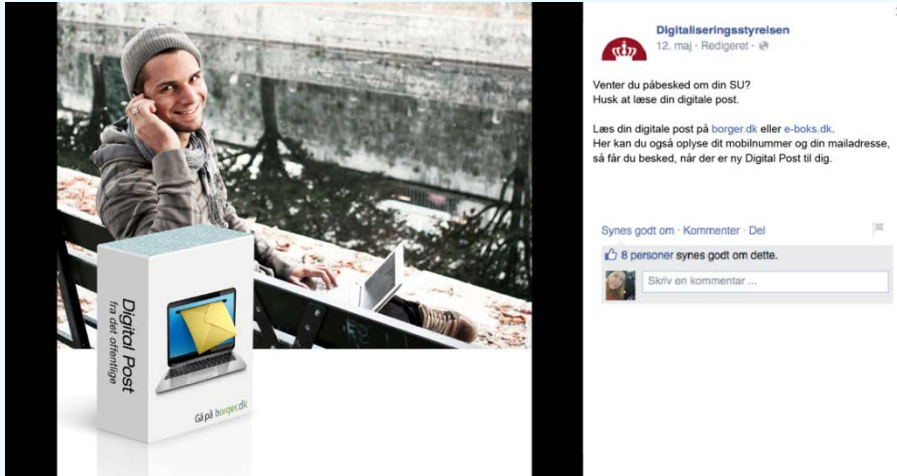 Digital Post
fra det offentlige
Gå på borger.dk
Digitaliseringsstyrelsen
12. maj · Redigeret ·
Venter du påbesked om din SU?
Husk at læse din digitale post.
Læs din digitale post på borger.dk eller e-boks.dk.
Her kan du også oplyse dit mobilnummer og din mailadresse,
så får du besked, når der er ny Digital Post til dig.
Synes godt om · Kommenter · Del
8 personer synes godt om dette.
Skriv en kommentar ...